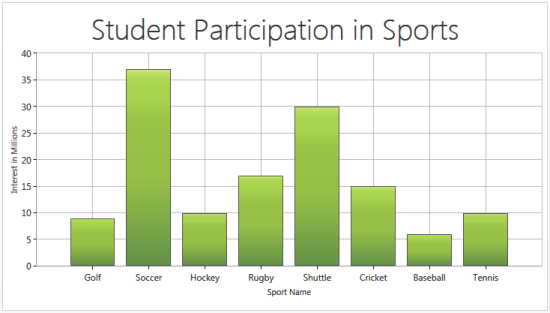 Student Participation in Sports
Interest in Millions
40
35
30
25
20
15
10
5
0
Golf Soccer Hockey Rugby Shuttle Cricket Baseball Tennis
Sport Name